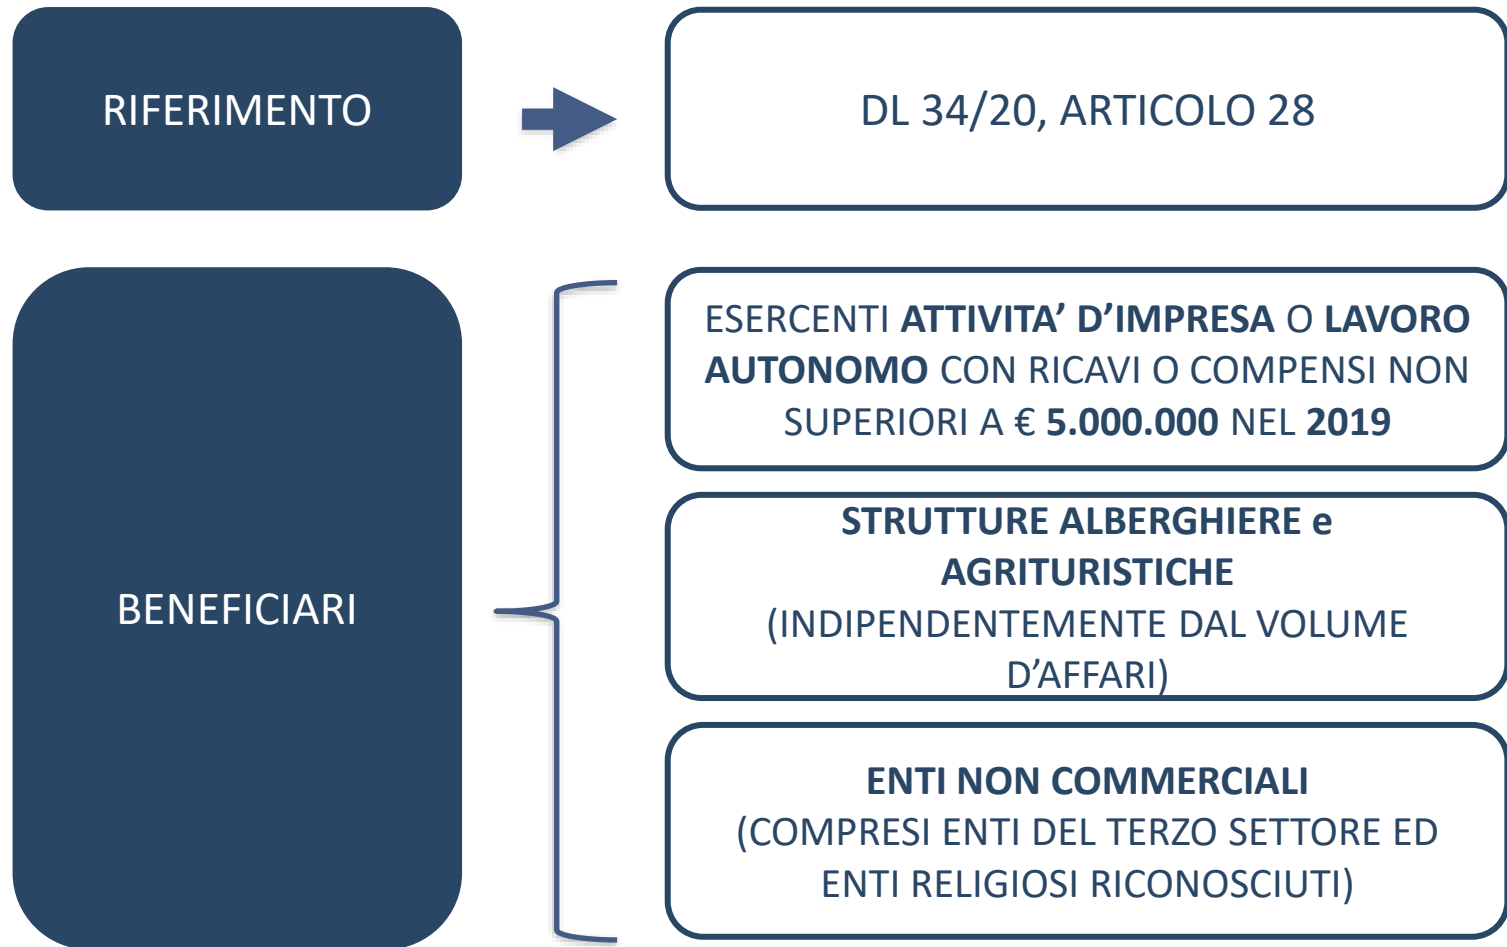 RIFERIMENTO
DL 34/20, ARTICOLO 28
BENEFICIARI
ESERCENTI ATTIVITA’ D’IMPRESA O LAVORO
AUTONOMO CON RICAVI O COMPENSI NON
SUPERIORI A € 5.000.000 NEL 2019
STRUTTURE ALBERGHIERE e
AGRITURISTICHE
(INDIPENDENTEMENTE DAL VOLUME
D’AFFARI)
ENTI NON COMMERCIALI
(COMPRESI ENTI DEL TERZO SETTORE ED
ENTI RELIGIOSI RICONOSCIUTI)